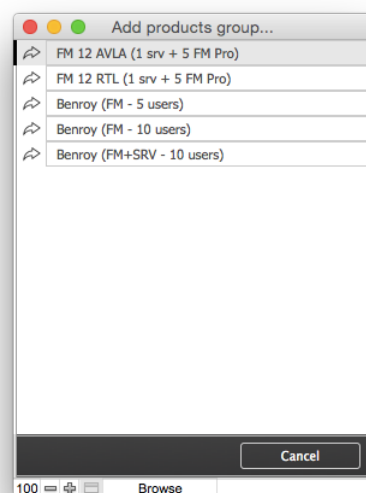 Add products group...
FM 12 AVLA (1 srv + 5 FM Pro)
FM 12 RTL (1 srv + 5 FM Pro)
Benroy (FM - 5 users)
Benroy (FM - 10 users)
Benroy (FM+SRV - 10 users)
Cancel
100 Browse